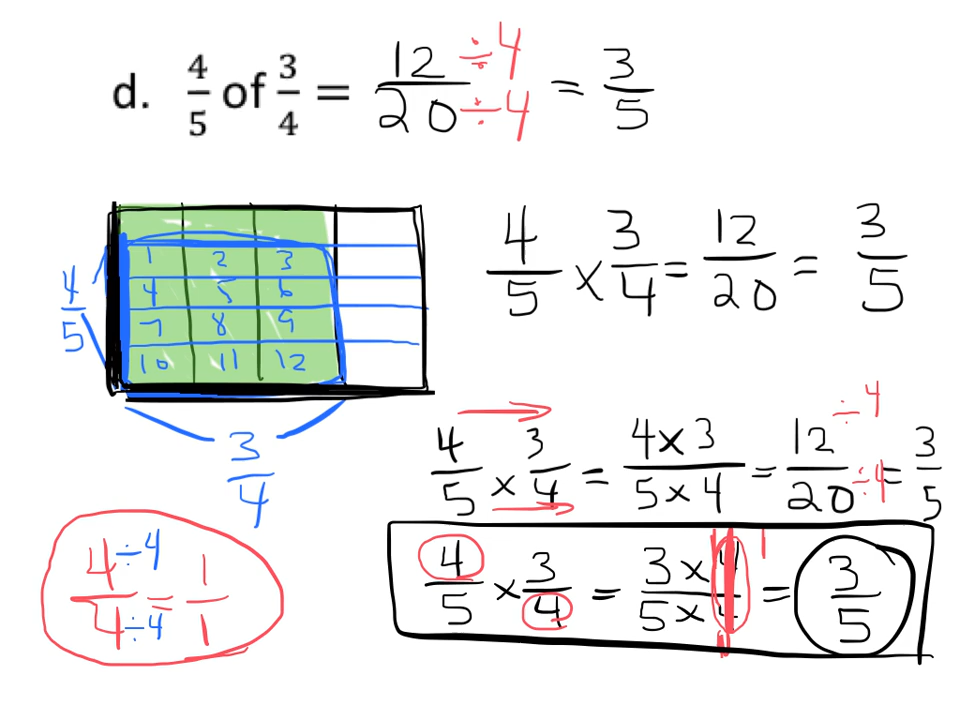 d. 4/5 of 3/4 = 12/20 ÷4/÷4 = 3/5
4/5 × 3/4 = 12/20 = 3/5
1 2 3
4 5 6
7 8 9
10 11 12
4/5
3/4
4/5 × 3/4 = 4×3/5×4 = 12/20 ÷4/÷4 = 3/5
4/5 × 3/4 = 3×4/5×4 = 3/5
1
1
4÷4/4÷4 = 1/1